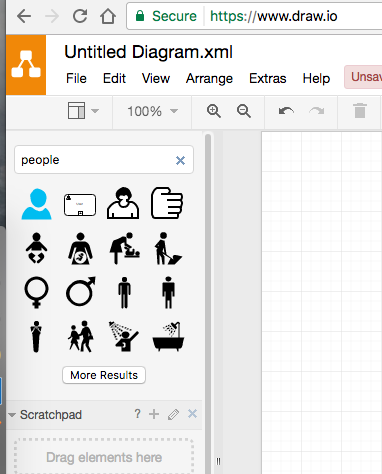 Secure https://www.draw.io
Untitled Diagram.xml
File Edit View Arrange Extras Help Unsav
100%
people
More Results
Scratchpad ?
Drag elements here